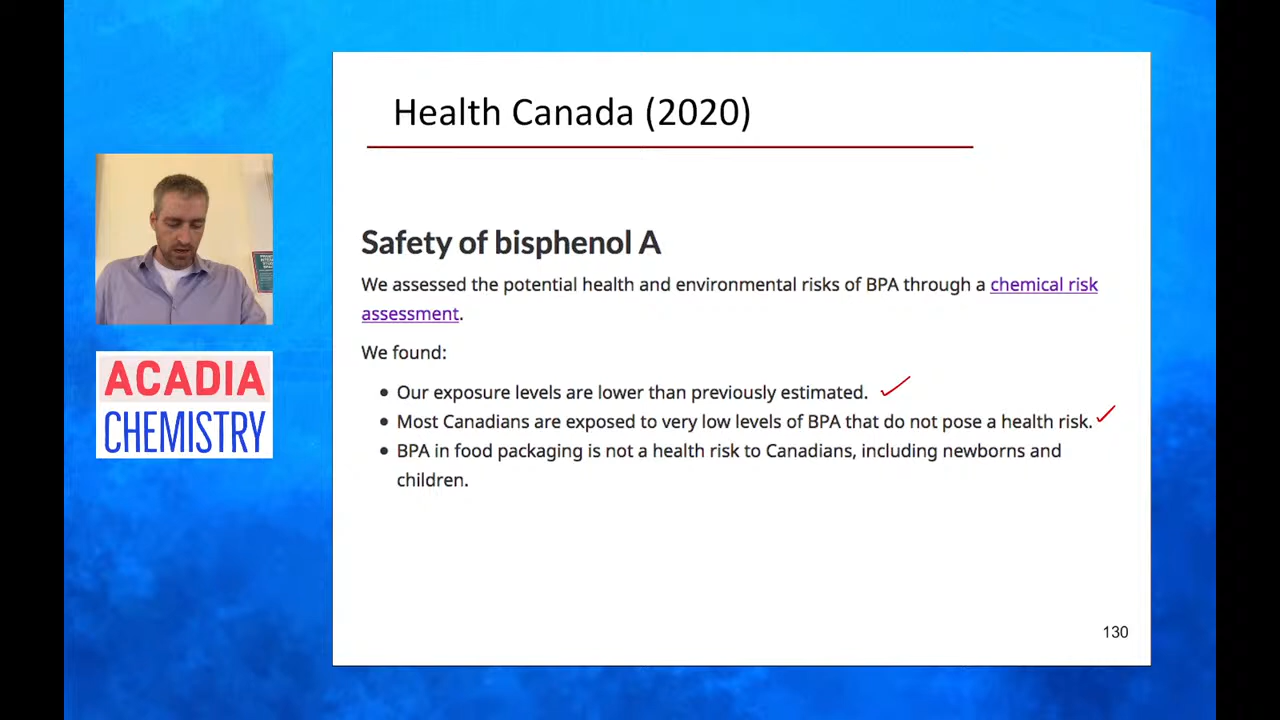 Health Canada (2020)
Safety of bisphenol A
We assessed the potential health and environmental risks of BPA through a chemical risk
assessment.
We found:
• Our exposure levels are lower than previously estimated.
• Most Canadians are exposed to very low levels of BPA that do not pose a health risk.
• BPA in food packaging is not a health risk to Canadians, including newborns and
children.
130
ACADIA
CHEMISTRY